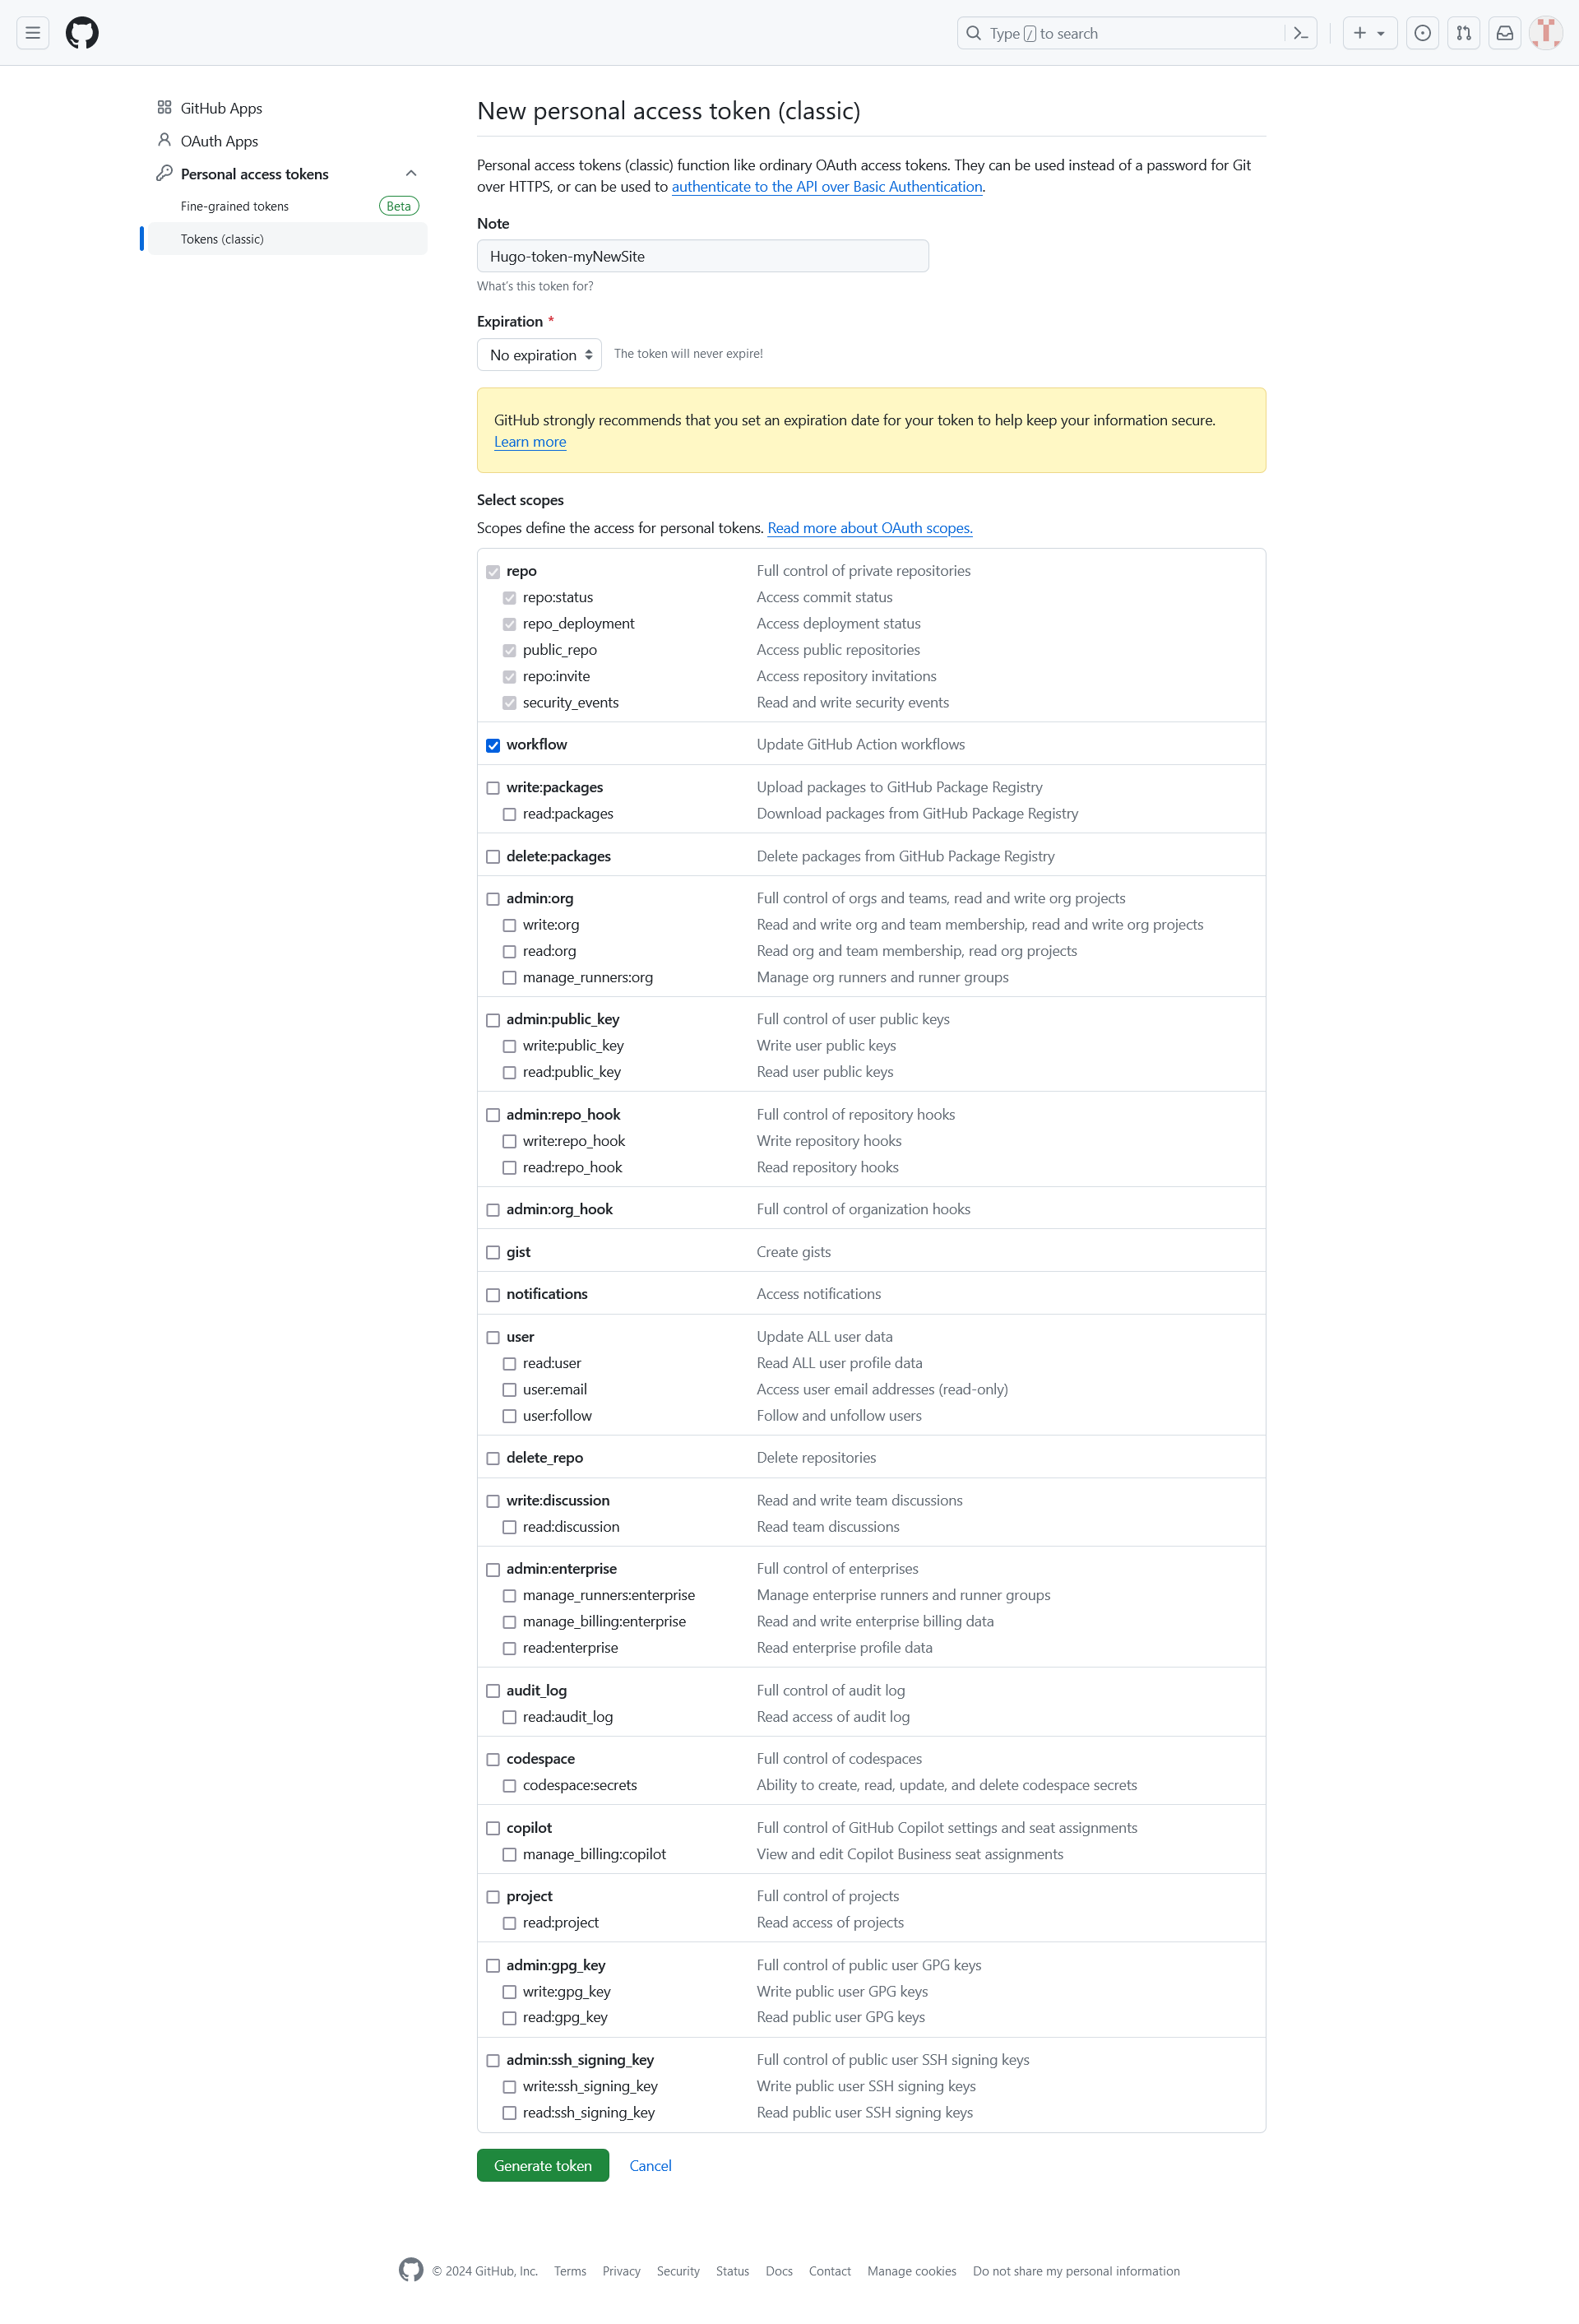 Type / to search
GitHub Apps
OAuth Apps
Personal access tokens
Fine-grained tokens Beta
Tokens (classic)
New personal access token (classic)
Personal access tokens (classic) function like ordinary OAuth access tokens. They can be used instead of a password for Git
over HTTPS, or can be used to authenticate to the API over Basic Authentication.
Note
Hugo-token-myNewSite
What's this token for?
Expiration *
No expiration The token will never expire!
GitHub strongly recommends that you set an expiration date for your token to help keep your information secure.
Learn more
Select scopes
Scopes define the access for personal tokens. Read more about OAuth scopes.
repo Full control of private repositories
repo:status Access commit status
repo_deployment Access deployment status
public_repo Access public repositories
repo:invite Access repository invitations
security_events Read and write security events
workflow Update GitHub Action workflows
write:packages Upload packages to GitHub Package Registry
read:packages Download packages from GitHub Package Registry
delete:packages Delete packages from GitHub Package Registry
admin:org Full control of orgs and teams, read and write org projects
write:org Read and write org and team membership, read and write org projects
read:org Read org and team membership, read org projects
manage_runners:org Manage org runners and runner groups
admin:public_key Full control of user public keys
write:public_key Write user public keys
read:public_key Read user public keys
admin:repo_hook Full control of repository hooks
write:repo_hook Write repository hooks
read:repo_hook Read repository hooks
admin:org_hook Full control of organization hooks
gist Create gists
notifications Access notifications
user Update ALL user data
read:user Read ALL user profile data
user:email Access user email addresses (read-only)
user:follow Follow and unfollow users
delete_repo Delete repositories
write:discussion Read and write team discussions
read:discussion Read team discussions
admin:enterprise Full control of enterprises
manage_runners:enterprise Manage enterprise runners and runner groups
manage_billing:enterprise Read and write enterprise billing data
read:enterprise Read enterprise profile data
audit_log Full control of audit log
read:audit_log Read access of audit log
codespace Full control of codespaces
codespace:secrets Ability to create, read, update, and delete codespace secrets
copilot Full control of GitHub Copilot settings and seat assignments
manage_billing:copilot View and edit Copilot Business seat assignments
project Full control of projects
read:project Read access of projects
admin:gpg_key Full control of public user GPG keys
write:gpg_key Write public user GPG keys
read:gpg_key Read public user GPG keys
admin:ssh_signing_key Full control of public user SSH signing keys
write:ssh_signing_key Write public user SSH signing keys
read:ssh_signing_key Read public user SSH signing keys
Generate token Cancel
© 2024 GitHub, Inc. Terms Privacy Security Status Docs Contact Manage cookies Do not share my personal information